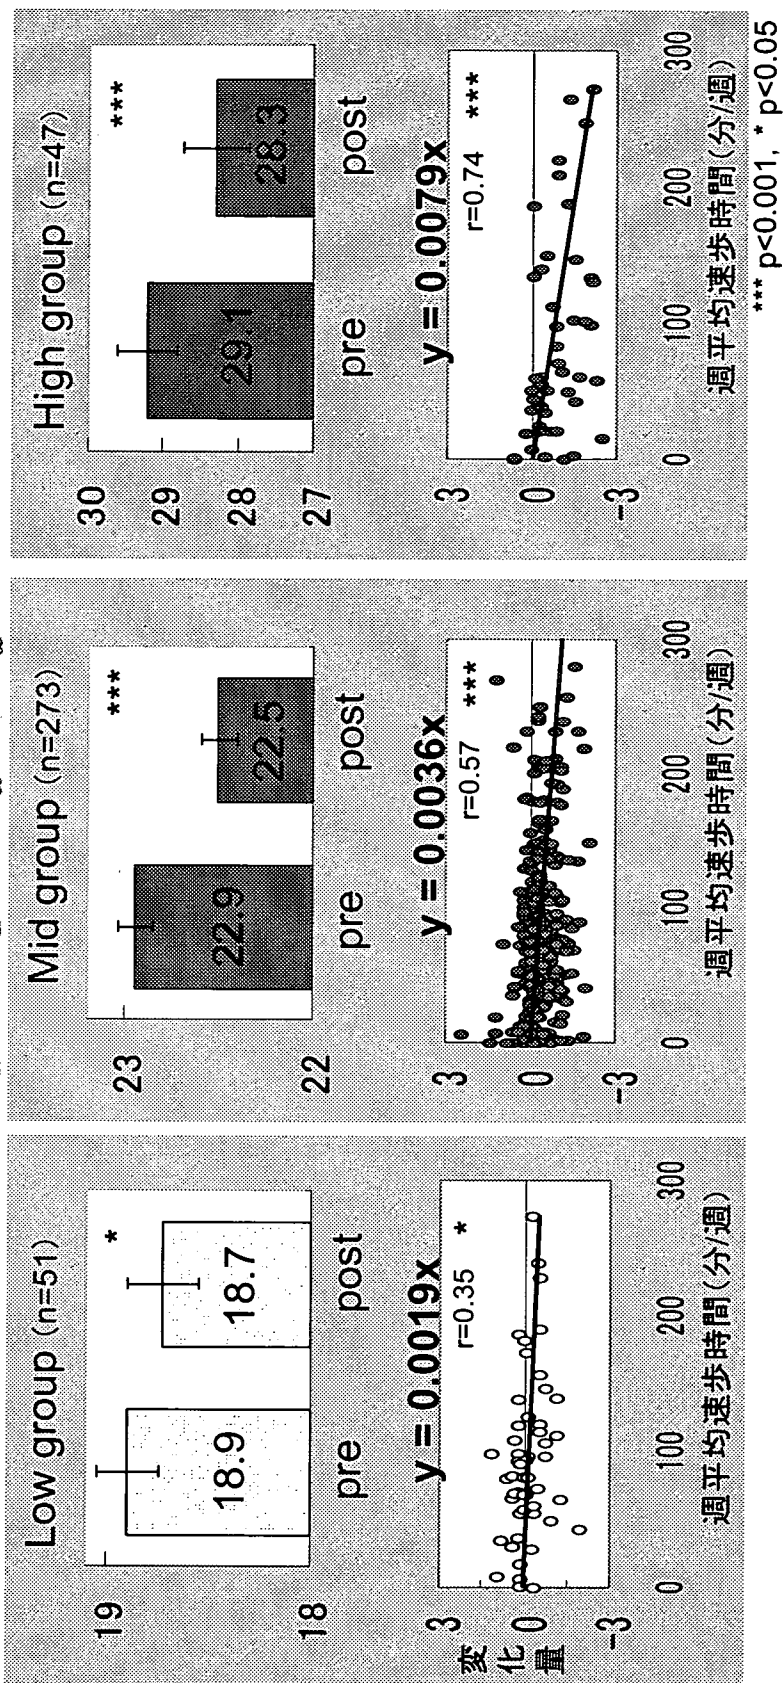 Low group (n=51)
19
18
18.9
18.7
*
pre
post
y = 0.0019x
r=0.35 *
変化量
3
0
-3
0
100
200
300
週平均速歩時間(分/週)
Mid group (n=273)
23
22
22.9
22.5
***
pre
post
y = 0.0036x
r=0.57 ***
3
0
-3
0
100
200
300
週平均速歩時間(分/週)
High group (n=47)
30
29
28
27
29.1
28.3
***
pre
post
y = 0.0079x
r=0.74 ***
3
0
-3
0
100
200
300
週平均速歩時間(分/週)
*** p<0.001, * p<0.05